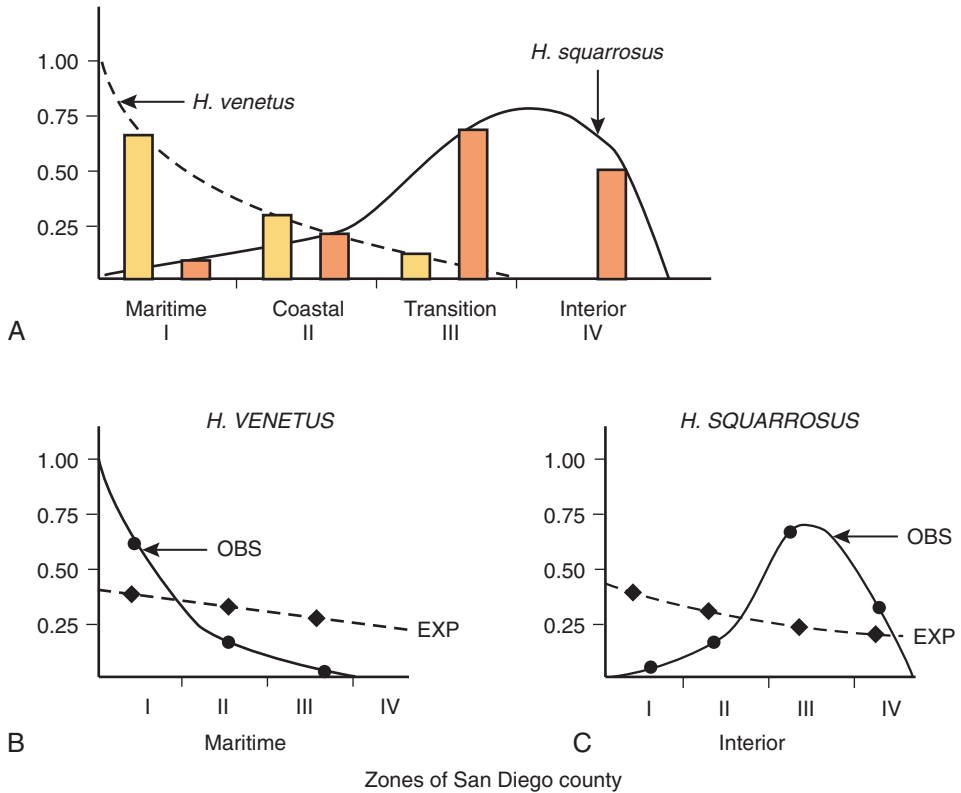 1.00
H. squarrosus
H. venetus
0.75
0.50
0.25
Maritime Coastal Transition Interior
I II III IV
A
H. VENETUS
1.00
0.75
OBS
0.50
0.25
EXP
I II III IV
B Maritime
H. SQUARROSUS
1.00
0.75
OBS
0.50
0.25
EXP
I II III IV
C Interior
Zones of San Diego county